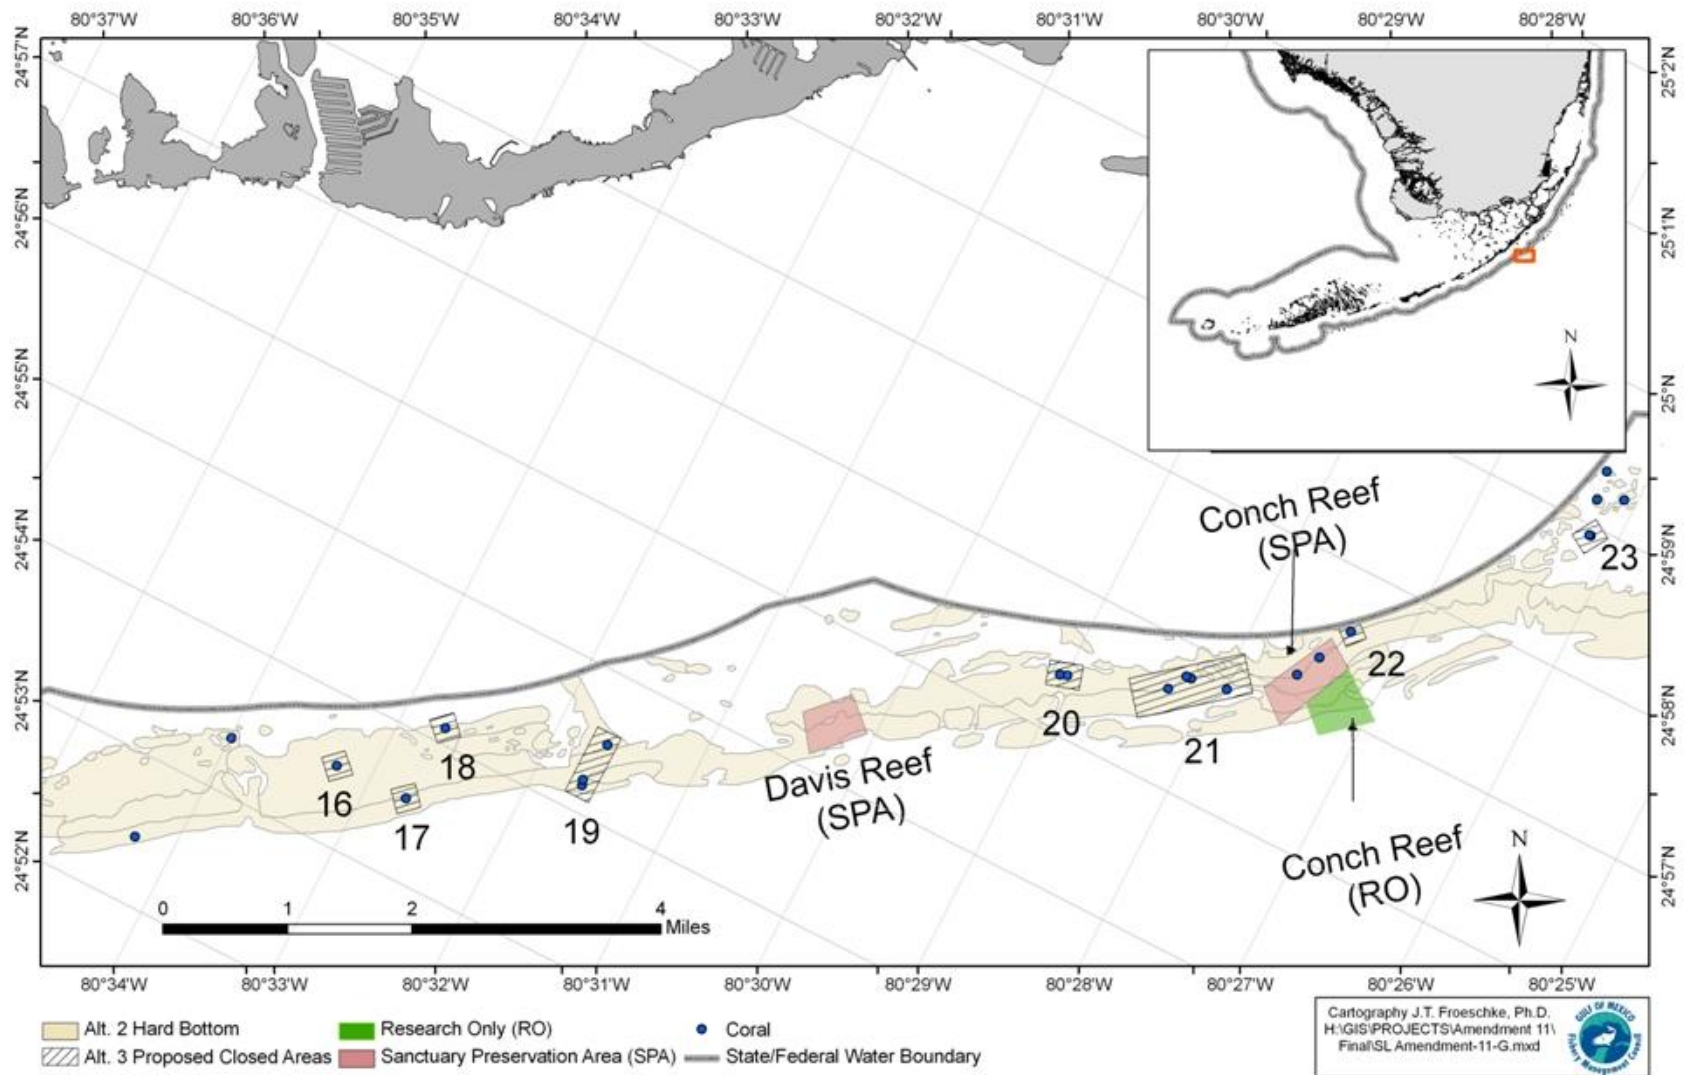 80°37'W 80°36'W 80°35'W 80°34'W 80°33'W 80°32'W 80°31'W 80°30'W 80°29'W 80°28'W
24°57'N
24°56'N
24°55'N
24°54'N
24°53'N
24°52'N
25°2'N
25°1'N
25°N
24°59'N
24°58'N
24°57'N
N
Conch Reef
(SPA)
23
22
20
21
18
16
17
19
Davis Reef
(SPA)
Conch Reef
(RO)
N
0 1 2 4
Miles
80°34'W 80°33'W 80°32'W 80°31'W 80°30'W 80°29'W 80°28'W 80°27'W 80°26'W 80°25'W
Alt. 2 Hard Bottom
Research Only (RO)
Coral
Alt. 3 Proposed Closed Areas
Sanctuary Preservation Area (SPA)
State/Federal Water Boundary
Cartography J.T. Froeschke, Ph.D.
H:\GIS\PROJECTS\Amendment 11\
Final\SL Amendment-11-G.mxd
GULF OF MEXICO
Fishery Management Council